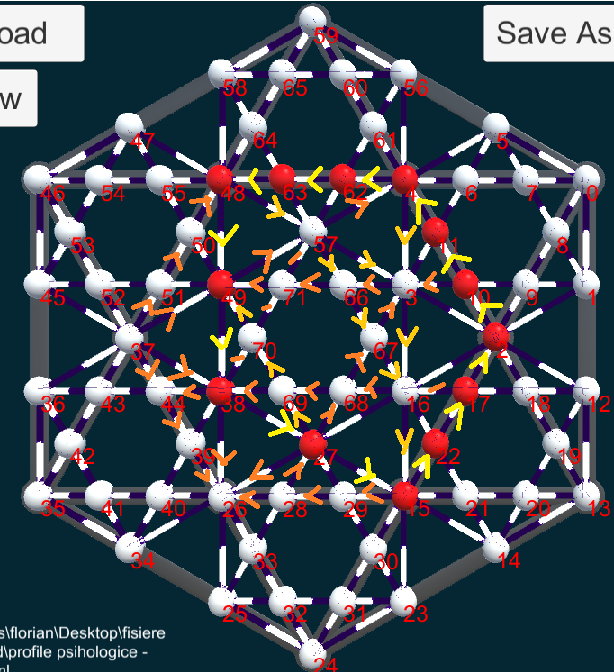 oad
Save As
w
59
58 65 60 56
64 61
47 5
46 54 55 48 63 62 4 6 7 0
53 50 57 11 8
45 52 51 49 71 66 3 10 9 1
37 70 67 2
36 43 44 38 69 68 16 17 18 12
42 39 27 22 19
41 40 26 28 29 15 21 20 13
34 33 30 14
25 32 31 23
24
s\florian\Desktop\fisiere
d\profile psihologice -